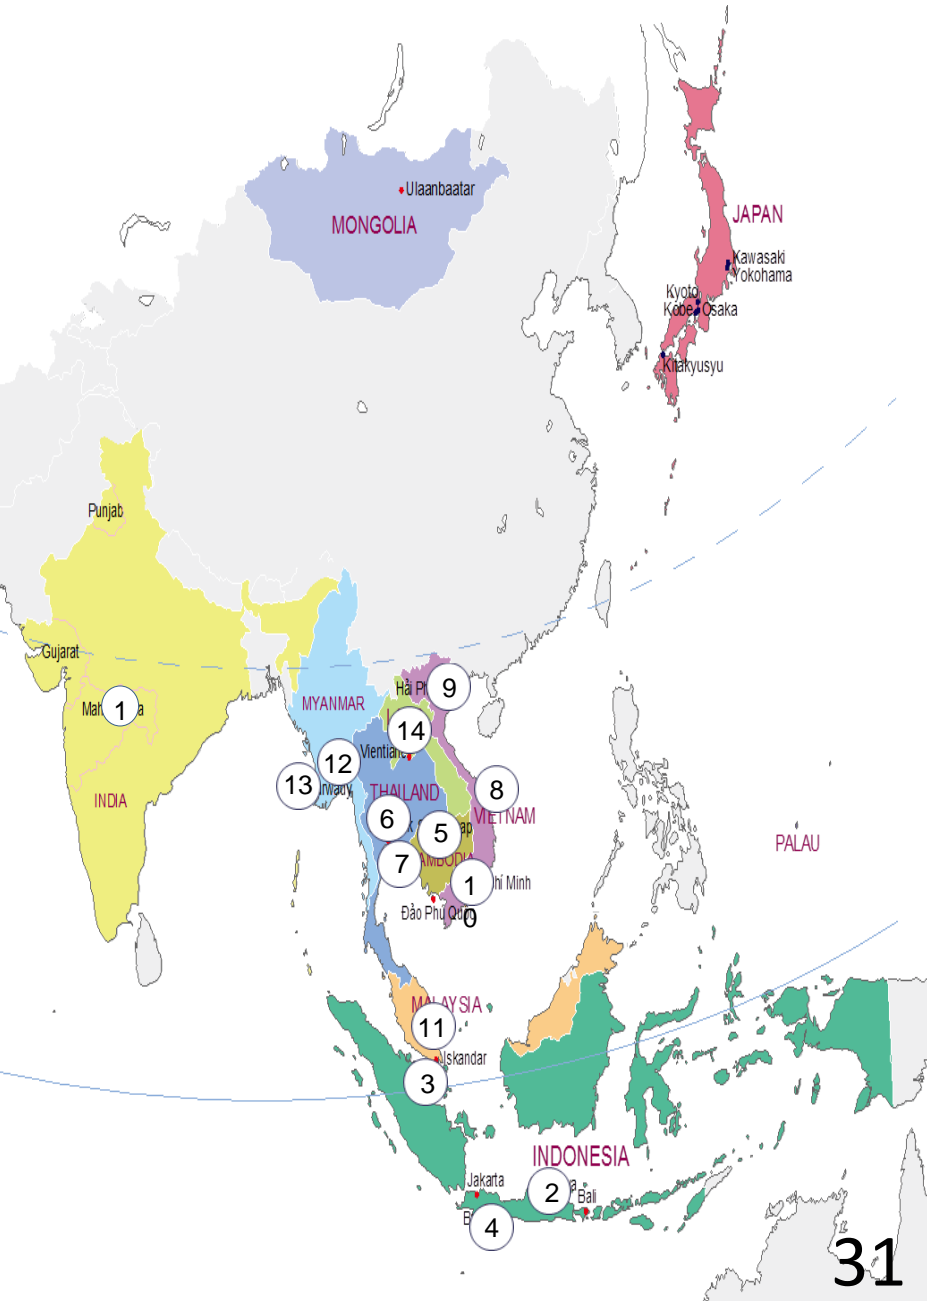 Ulaanbaatar
MONGOLIA
JAPAN
Kawasaki
Yokohama
Kyoto
Kobe Osaka
Kitakyusyu
Punjab
Gujarat
1
INDIA
MYANMAR
9
14
Vientiane
12
13
THAILAND
8
VIETNAM
6
5
7
10
Đảo Phú Quốc
PALAU
MALAYSIA
11
Iskandar
3
INDONESIA
Jakarta
2
Bali
4
31